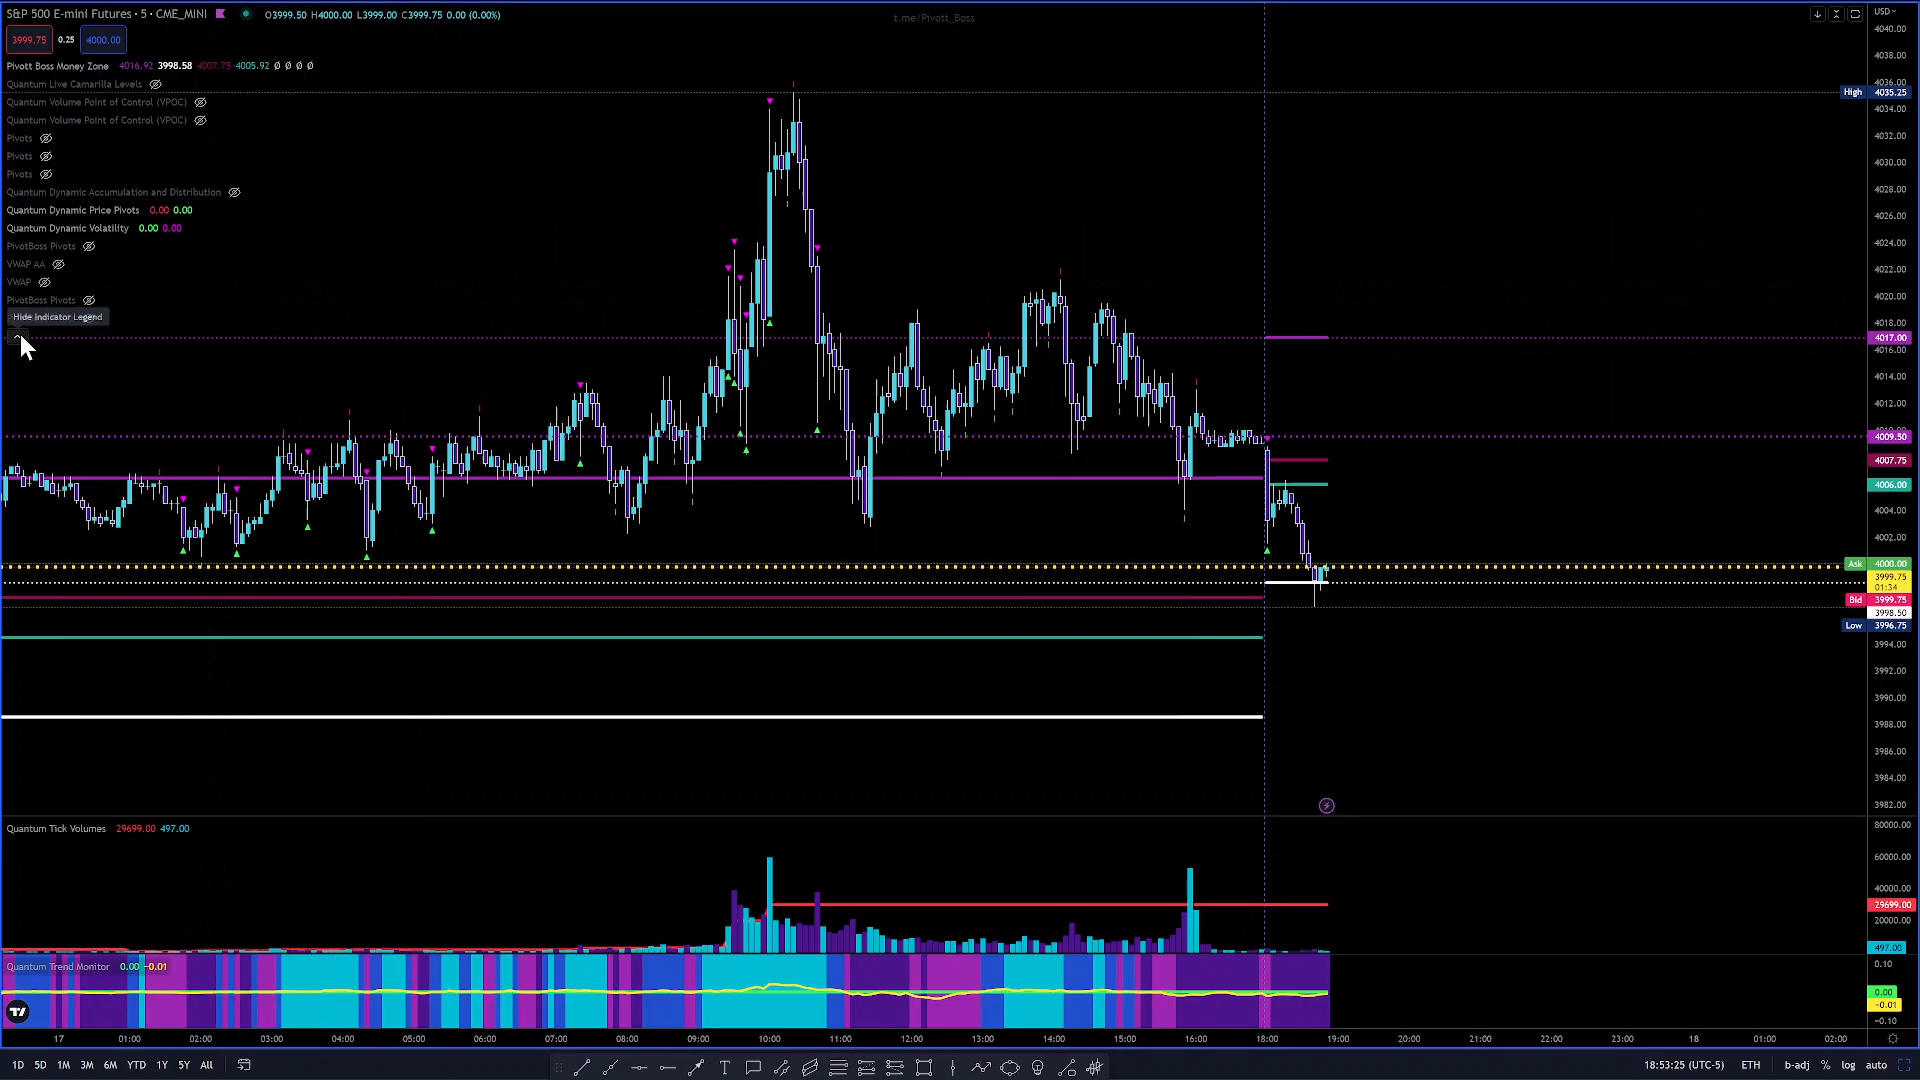 S&P 500 E-mini Futures · 5 · CME_MINI O3999.50 H4000.00 L3999.00 C3999.75 0.00 (0.00%)
t.me/Pivott_Boss
USD
3999.75 0.25 4000.00
Pivott Boss Money Zone 4016.92 3998.58 4007.75 4005.92 Ø Ø Ø Ø
Quantum Live Camarilla Levels
Quantum Volume Point of Control (VPOC)
Quantum Volume Point of Control (VPOC)
Pivots
Pivots
Pivots
Quantum Dynamic Accumulation and Distribution
Quantum Dynamic Price Pivots 0.00 0.00
Quantum Dynamic Volatility 0.00 0.00
PivotBoss Pivots
VWAP AA
VWAP
PivotBoss Pivots
Hide Indicator Legend
4040.00
4038.00
4036.00
High 4035.25
4034.00
4032.00
4030.00
4028.00
4026.00
4024.00
4022.00
4020.00
4018.00
4017.00
4016.00
4014.00
4012.00
4009.50
4007.75
4006.00
4004.00
4002.00
Ask 4000.00
3999.75
01:34
Bid 3999.75
3998.50
Low 3996.75
3994.00
3992.00
3990.00
3988.00
3986.00
3984.00
3982.00
Quantum Tick Volumes 29699.00 497.00
80000.00
60000.00
40000.00
29699.00
20000.00
497.00
Quantum Trend Monitor 0.00 −0.01
0.10
0.00
−0.01
−0.10
17 01:00 02:00 03:00 04:00 05:00 06:00 07:00 08:00 09:00 10:00 11:00 12:00 13:00 14:00 15:00 16:00 17:00 18:00 19:00 20:00 21:00 22:00 23:00 18 01:00 02:00
1D 5D 1M 3M 6M YTD 1Y 5Y All 18:53:25 (UTC-5) ETH b-adj % log auto